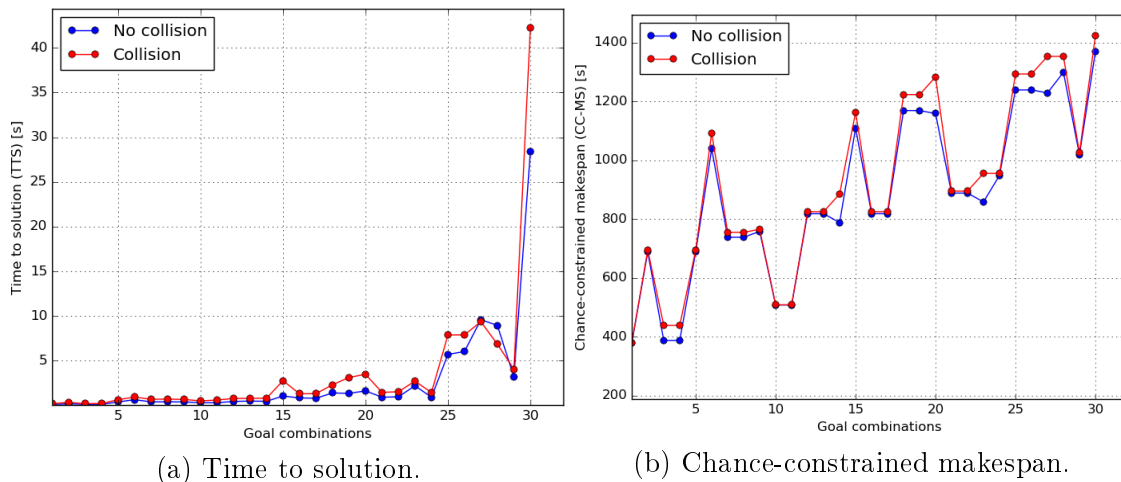 No collision
Collision
40
35
30
25
20
15
10
5
5 10 15 20 25 30
Time to solution (TTS) [s]
Goal combinations
(a) Time to solution.
No collision
Collision
1400
1200
1000
800
600
400
200
5 10 15 20 25 30
Chance-constrained makespan (CC-MS) [s]
Goal combinations
(b) Chance-constrained makespan.